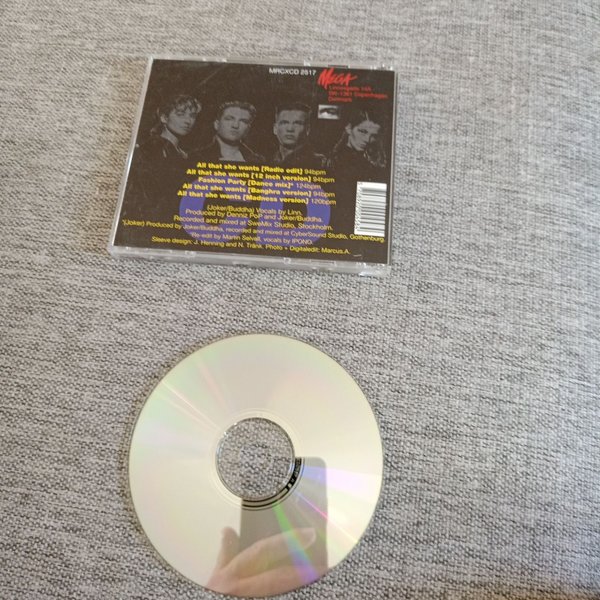 MRCXCD 2517 MEGA
Linnésgade 14A
DK-1361 Copenhagen
Denmark
All that she wants [Radio edit] 94bpm
All that she wants [12 inch version] 94bpm
Fashion Party [Dance mix]* 124bpm
All that she wants [Banghra version] 94bpm
All that she wants [Madness version] 120bpm
(Joker/Buddha) Vocals by Linn.
Produced by Denniz PoP and Joker/Buddha.
Recorded and mixed at SweMix Studio, Stockholm.
*(Joker) Produced by Joker/Buddha, recorded and mixed at CyberSound Studio, Gothenburg.
*Re-edit by Martin Selvall, vocals by IPONO.
Sleeve design: J. Henning and N. Trank. Photo + Digitaledit: Marcus.A.